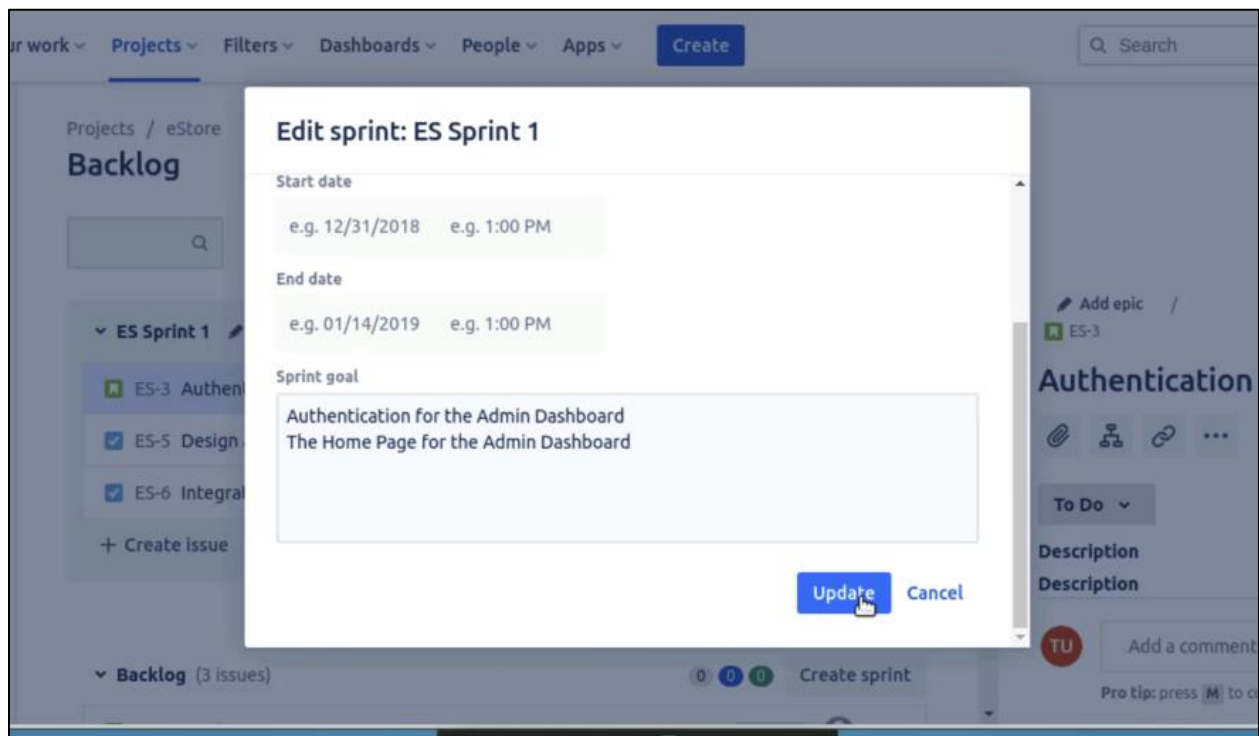 ur work Projects Filters Dashboards People Apps Create Search
Projects / eStore
Backlog
Edit sprint: ES Sprint 1
Start date
e.g. 12/31/2018 e.g. 1:00 PM
End date
e.g. 01/14/2019 e.g. 1:00 PM
Sprint goal
Authentication for the Admin Dashboard
The Home Page for the Admin Dashboard
Update Cancel
ES Sprint 1
ES-3 Authen
ES-5 Design
ES-6 Integra
+ Create issue
Backlog (3 issues) 0 0 0 Create sprint
Add epic /
ES-3
Authentication
To Do
Description
Description
TU Add a comment
Pro tip: press M to c